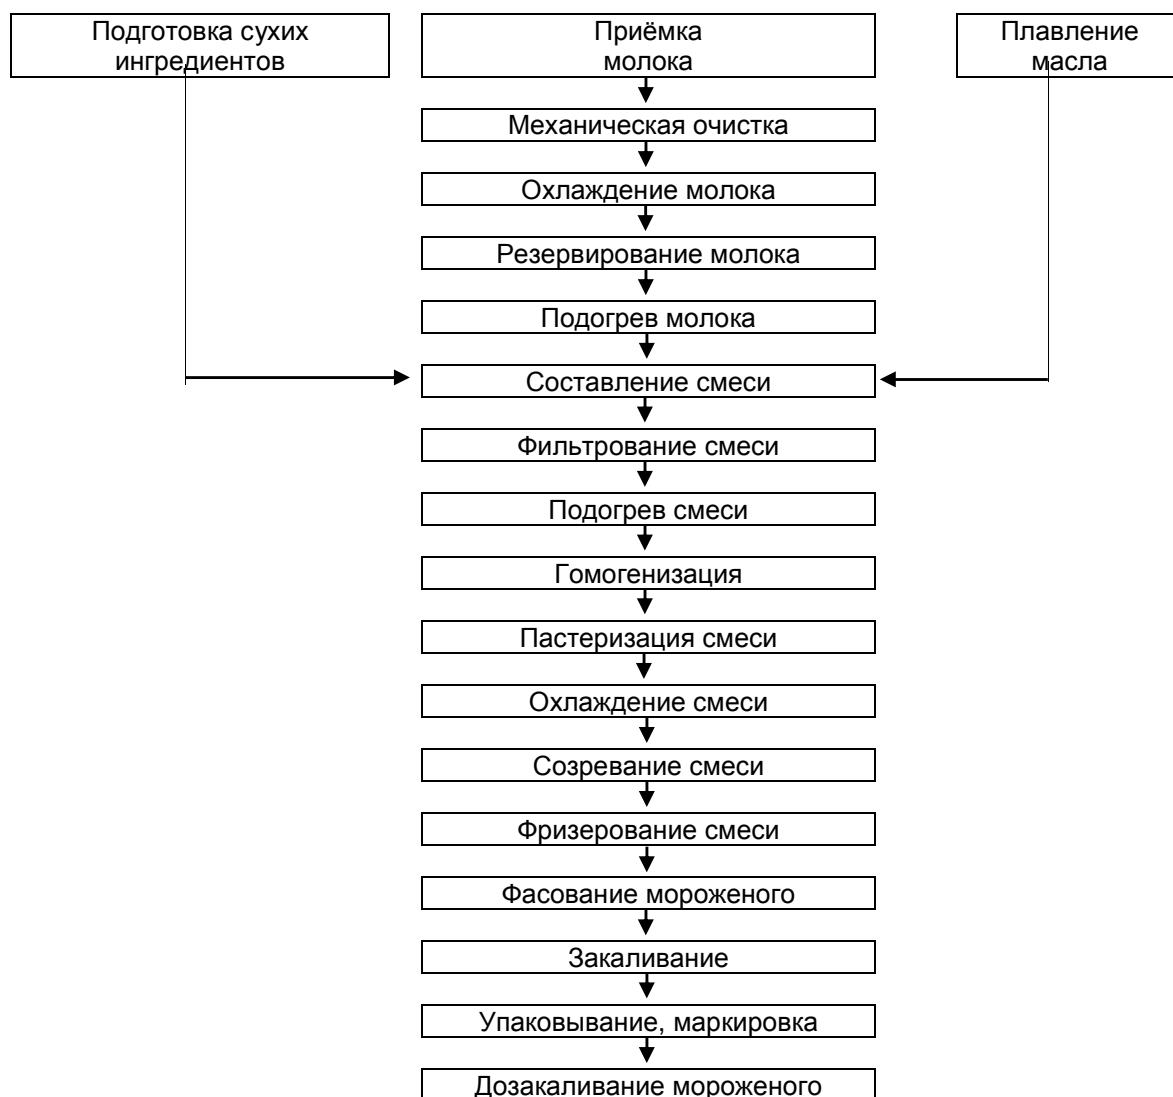 Подготовка сухих
ингредиентов
Приёмка
молока
Плавление
масла
Механическая очистка
Охлаждение молока
Резервирование молока
Подогрев молока
Составление смеси
Фильтрование смеси
Подогрев смеси
Гомогенизация
Пастеризация смеси
Охлаждение смеси
Созревание смеси
Фризерование смеси
Фасование мороженого
Закаливание
Упаковывание, маркировка
Дозакаливание мороженого